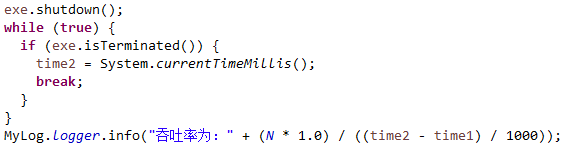 exe.shutdown();
while (true) {
  if (exe.isTerminated()) {
    time2 = System.currentTimeMillis();
    break;
  }
}
MyLog.logger.info("吞吐率为：" + (N * 1.0) / ((time2 - time1) / 1000));